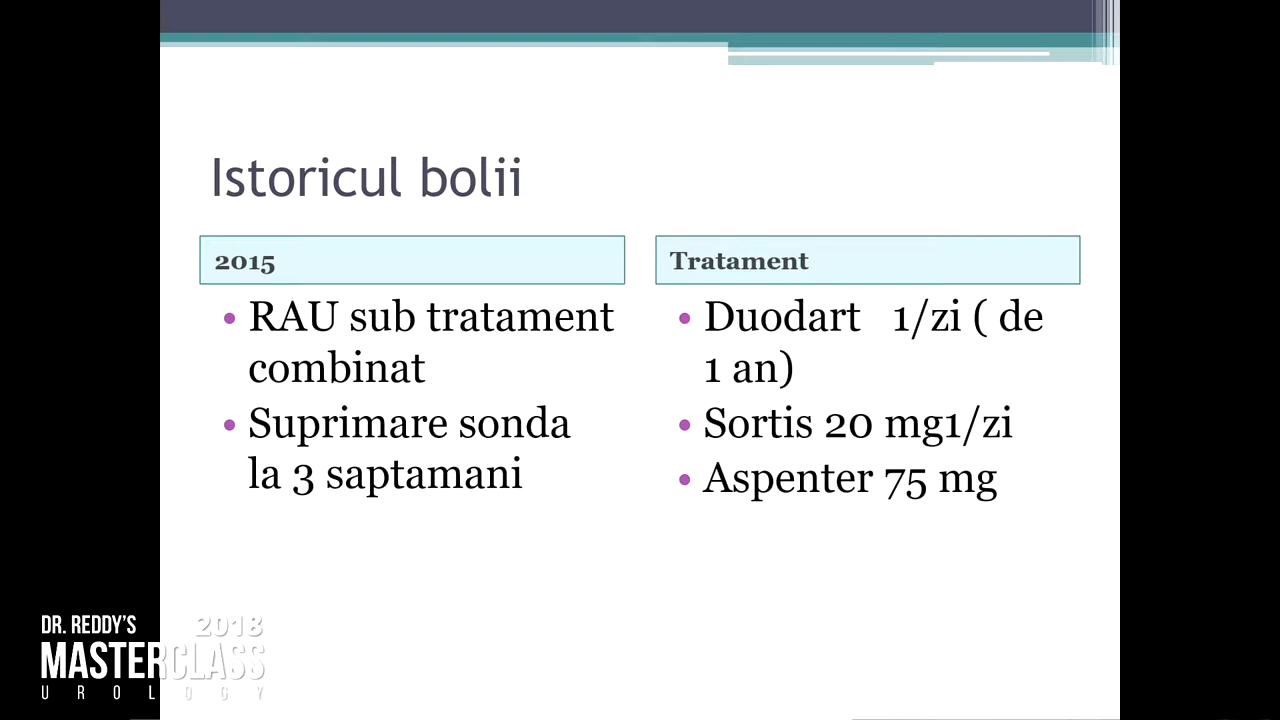 Istoricul bolii
2015
• RAU sub tratament
combinat
• Suprimare sonda
la 3 saptamani
Tratament
• Duodart 1/zi ( de
1 an)
• Sortis 20 mg1/zi
• Aspenter 75 mg
DR. REDDY'S 2018
MASTERCLASS
UROLOGY